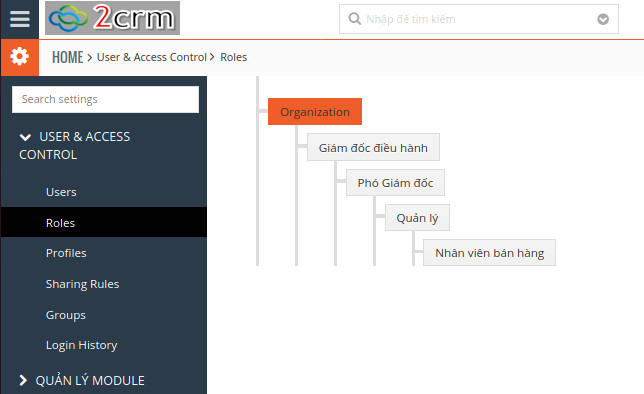 2crm
Nhập để tìm kiếm
HOME > User & Access Control > Roles
Search settings
USER & ACCESS
CONTROL
Users
Roles
Profiles
Sharing Rules
Groups
Login History
QUẢN LÝ MODULE
Organization
Giám đốc điều hành
Phó Giám đốc
Quản lý
Nhân viên bán hàng